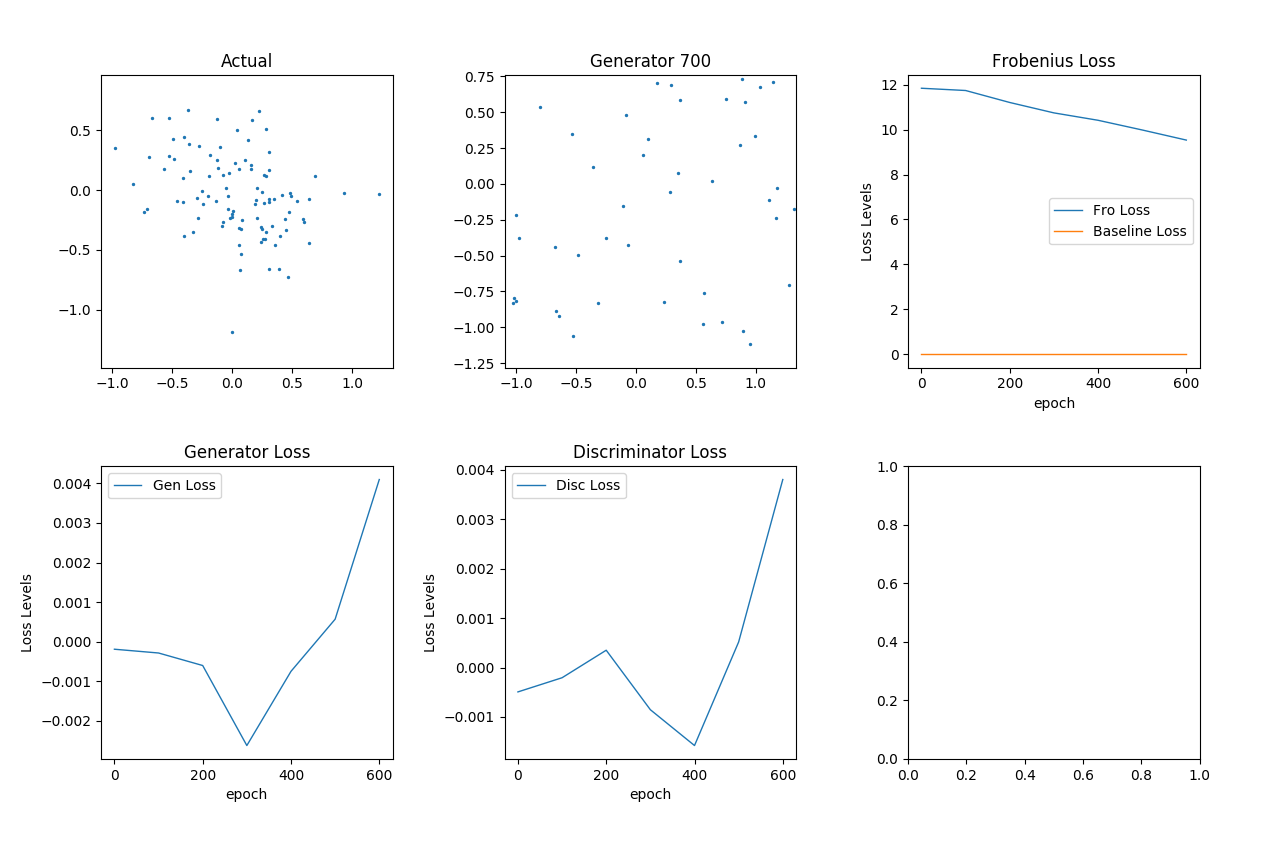 Actual
0.5
0.0
−0.5
−1.0
−1.0 −0.5 0.0 0.5 1.0
Generator 700
0.75
0.50
0.25
0.00
−0.25
−0.50
−0.75
−1.00
−1.25
−1.0 −0.5 0.0 0.5 1.0
Frobenius Loss
Loss Levels
12
10
8
6
4
2
0
Fro Loss
Baseline Loss
0 200 400 600
epoch
Generator Loss
Loss Levels
0.004
0.003
0.002
0.001
0.000
−0.001
−0.002
Gen Loss
0 200 400 600
epoch
Discriminator Loss
Loss Levels
0.004
0.003
0.002
0.001
0.000
−0.001
Disc Loss
0 200 400 600
epoch
1.0
0.8
0.6
0.4
0.2
0.0
0.0 0.2 0.4 0.6 0.8 1.0